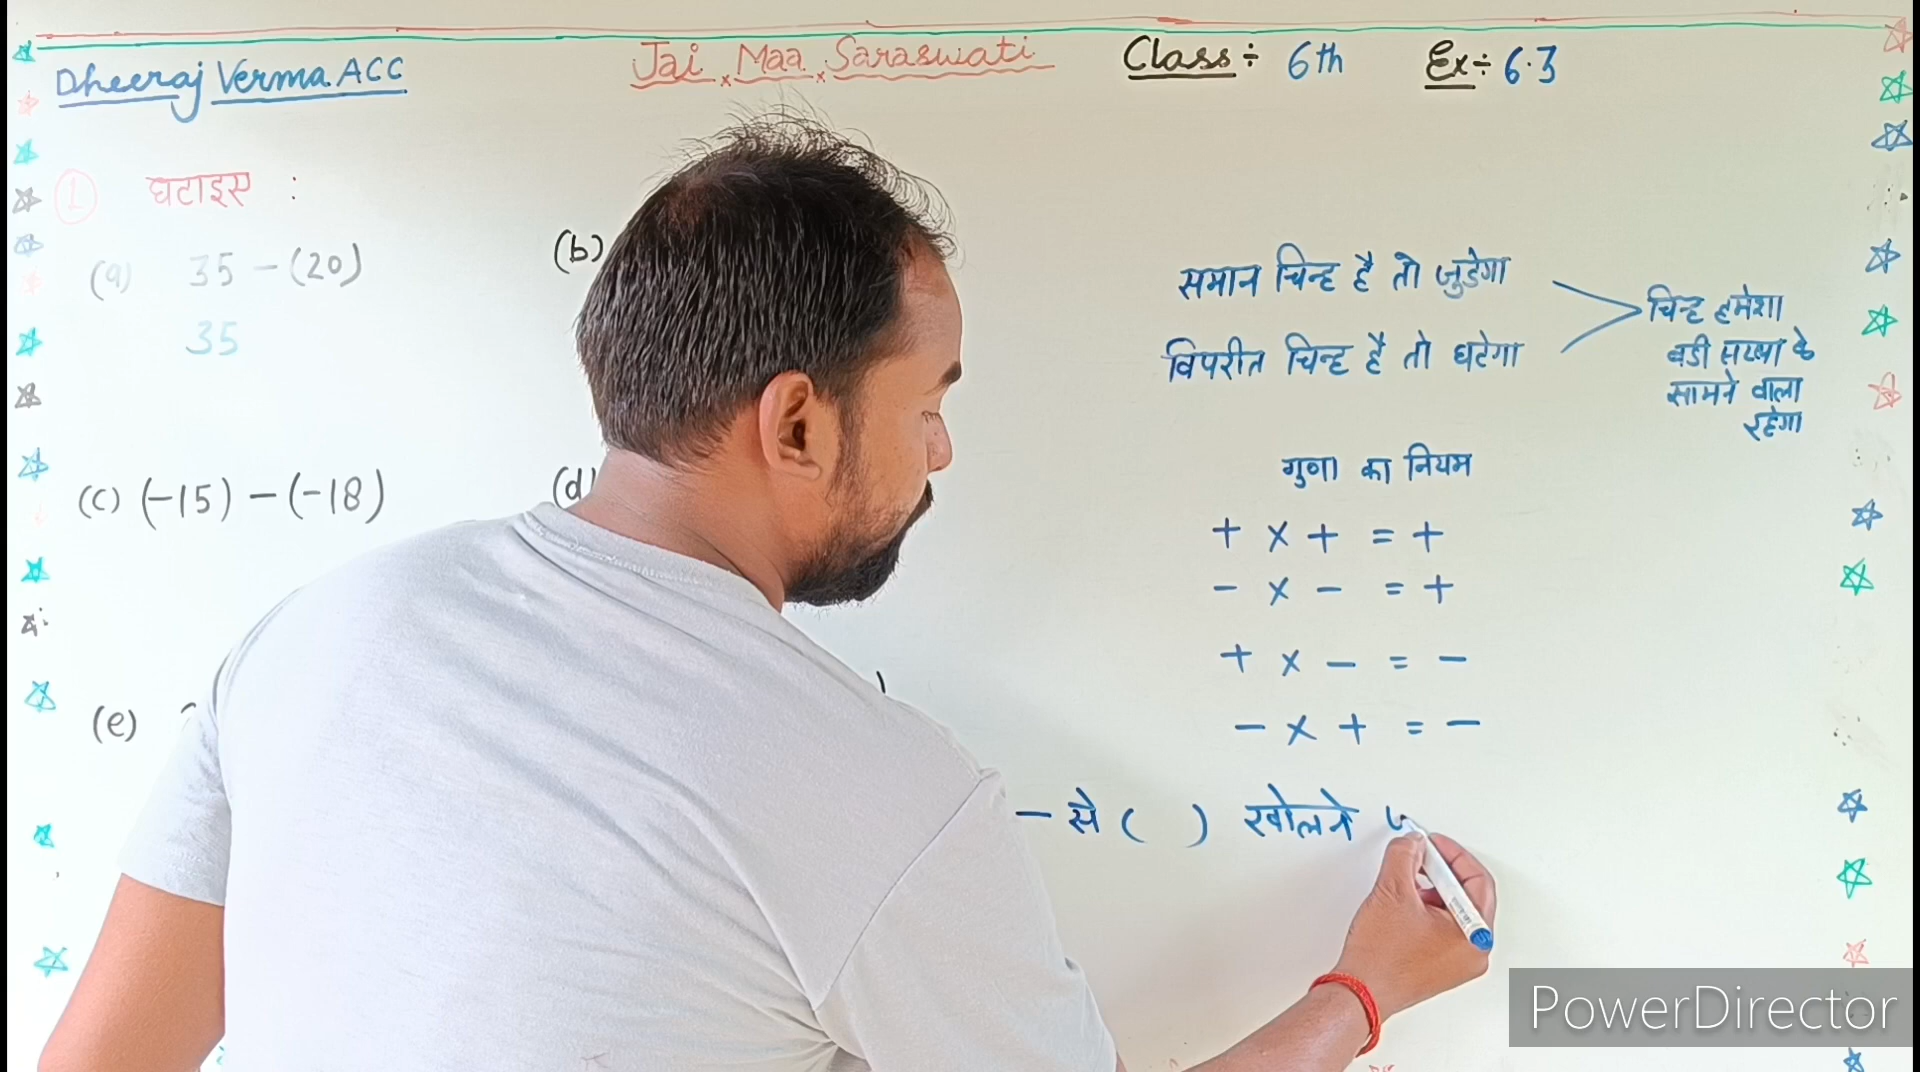 Dheeraj Verma ACC
Jai Maa Saraswati
Class ÷ 6th
Ex ÷ 6.3
1 घटाइए :
(a) 35 - (20)
35
(b)
(c) (-15) - (-18)
(d)
(e)
समान चिन्ह है तो जुडेगा
विपरीत चिन्ह है तो घटेगा
चिन्ह हमेशा
बडी सख्या के
सामने वाला
रहेगा
गुणा का नियम
+ × + = +
- × - = +
+ × - = -
- × + = -
- से ( ) खोलने
PowerDirector